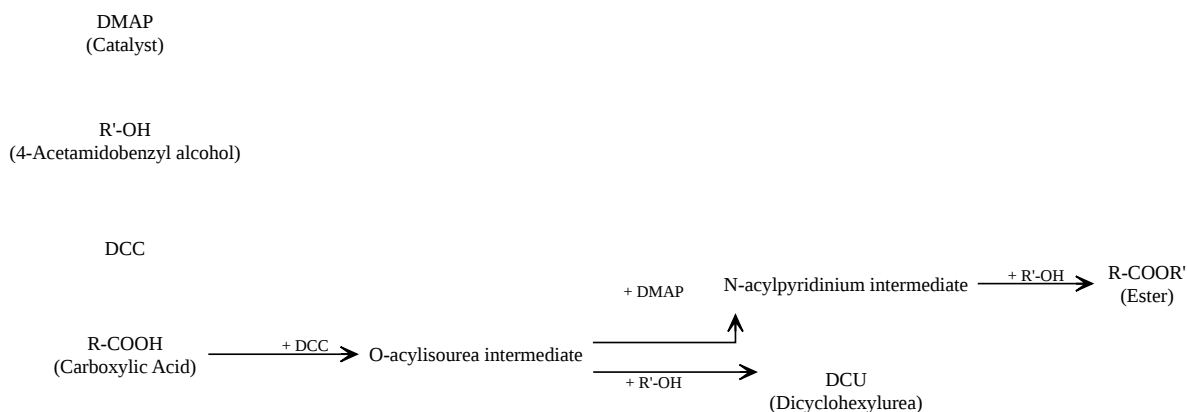 DMAP
(Catalyst)
R'-OH
(4-Acetamidobenzyl alcohol)
DCC
R-COOH
(Carboxylic Acid)
+ DCC
O-acylisourea intermediate
+ DMAP
N-acylpyridinium intermediate
+ R'-OH
R-COOR'
(Ester)
+ R'-OH
DCU
(Dicyclohexylurea)